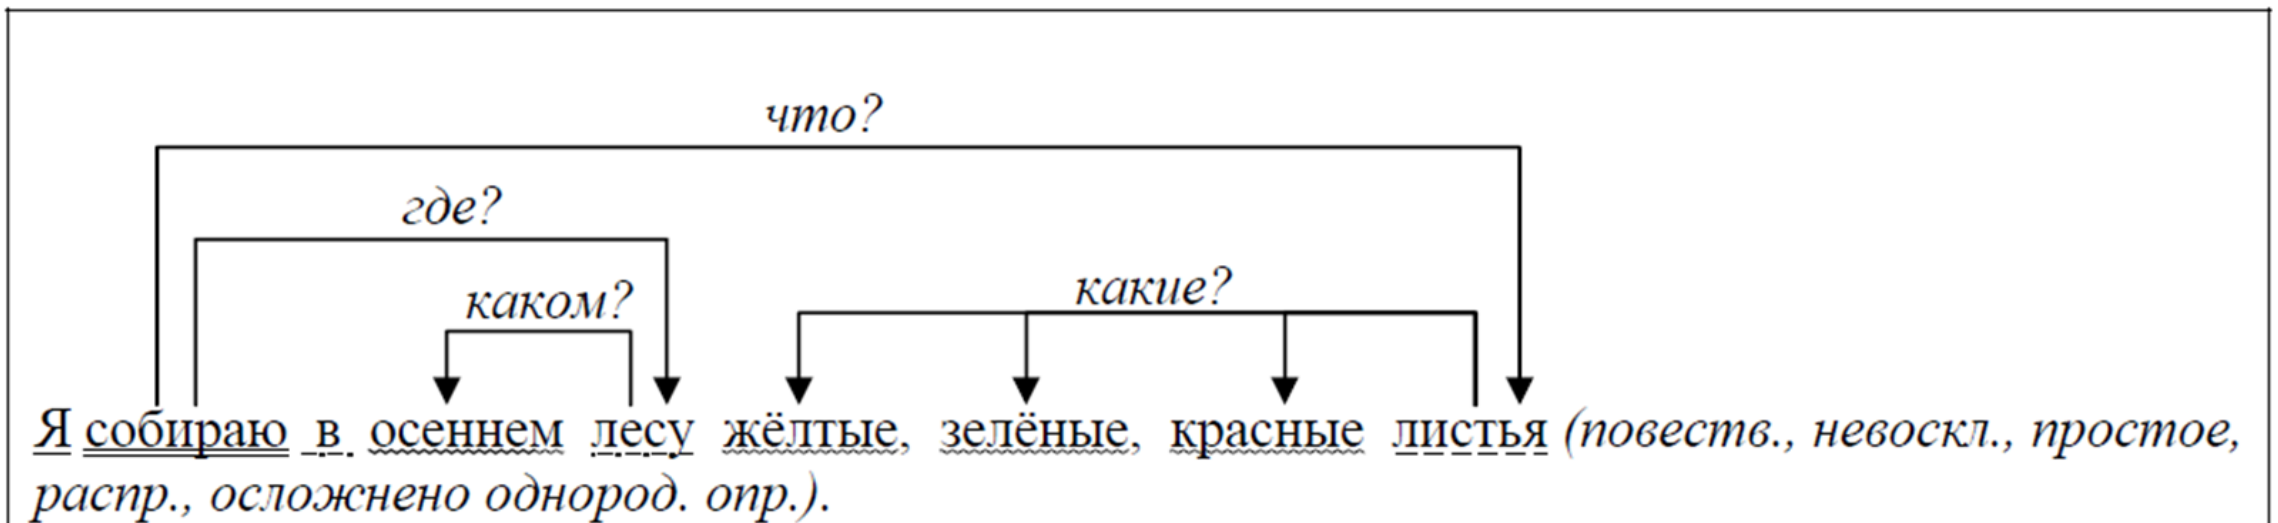 что?
где?
каком?
какие?
Я собираю в осеннем лесу жёлтые, зелёные, красные листья (повеств., невоскл., простое,
распр., осложнено однород. опр.).